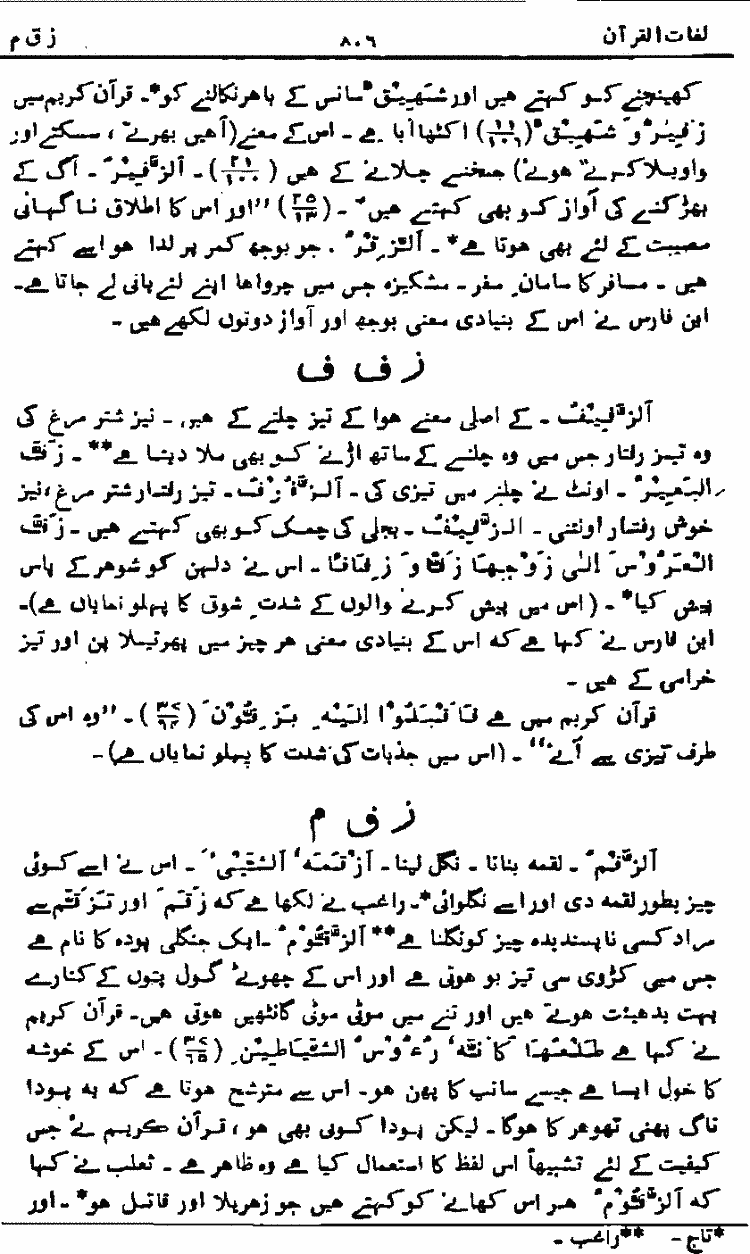 لغات القرآن ۸۰۶ ز ق م
کھینچنے کو کہتے ہیں اور شَھِیْقٌ سانس کے باہر نکالنے کو*۔ قرآن کریم میں
زَفِیْرٌ وَّ شَھِیْقٌ (۱۱/۱۰۶) اکٹھا آیا ہے ۔ اس کے معنے (آہیں بھرتے ، سسکتے اور
واویلا کرتے ہوئے) چیخنے چلانے کے ہیں (۲۱/۱۰۰)۔ اَلزَّفِیْرُ ۔ آگ کے
بھڑکنے کی آواز کو بھی کہتے ہیں ۔ (۲۵/۱۲) ”اور اس کا اطلاق ناگہانی
مصیبت کے لئے بھی ہوتا ہے* ۔ اَلزِّفْرُ ۔ جو بوجھ کمر پر لدا ہو اسے کہتے
ہیں ۔ مسافر کا سامانِ سفر ۔ مشکیزہ جس میں چرواہا اپنے لئے پانی لے جاتا ہے۔
ابن فارس نے اس کے بنیادی معنی بوجھ اور آواز دونوں لکھے ہیں ۔
ز ف ف
اَلزَّفِیْفُ ۔ کے اصلی معنے ہوا کے تیز چلنے کے ہیں ۔ نیز شتر مرغ کی
وہ تیز رفتار جس میں وہ چلنے کے ساتھ اڑنے کو بھی ملا دیتا ہے** ۔ زَفَّ
الْبَعِیْرُ ۔ اونٹ نے چلنے میں تیزی کی ۔ اَلزَّفُوْفُ ۔ تیز رفتار شتر مرغ ، نیز
خوش رفتار اونٹنی ۔ الزَّفِیْفُ ۔ بجلی کی چمک کو بھی کہتے ہیں ۔ زَفَّ
الْعَرُوْسَ اِلٰی زَوْجِھَا زَفًّا وَ زِفَافًا ۔ اس نے دلہن کو شوہر کے پاس
پیش کیا* ۔ (اس میں پیش کرنے والوں کے شدتِ شوق کا پہلو نمایاں ہے)۔
ابن فارس نے کہا ہے کہ اس کے بنیادی معنی ہر چیز میں پھرتیلا پن اور تیز
خرامی کے ہیں ۔
قرآن کریم میں ہے فَاَقْبَلُوْا اِلَیْہِ یَزِفُّوْنَ (۳۷/۹۴)۔ ”وہ اس کی
طرف تیزی سے آئے“ ۔ (اس میں جذبات کی شدت کا پہلو نمایاں ہے)۔
ز ق م
اَلزَّقْمُ ۔ لقمہ بنانا ۔ نگل لینا ۔ اَزْقَمَہُ الشَّیْئَ ۔ اس نے اسے کوئی
چیز بطور لقمہ دی اور اسے نگلوائی*۔ راغب نے لکھا ہے کہ زَقَمَ اور تَزَقَّمَ سے
مراد کسی ناپسندیدہ چیز کو نگلنا ہے** اَلزَّقُّوْمُ ۔ ایک جنگلی پودہ کا نام ہے
جس میں کڑوی سی تیز بو ہوتی ہے اور اس کے چھوٹے گول پتوں کے کنارے
بہت بدھیئت ہوتے ہیں اور تنے میں موٹی موٹی گانٹھیں ہوتی ہیں۔ قرآن کریم
نے کہا ہے طَلْعُھَا کَاَنَّہُ رُءُوْسُ الشَّیَاطِیْنِ (۳۷/۶۵)۔ اس کے خوشہ
کا خول ایسا ہے جیسے سانپ کا پھن ہو۔ اس سے مترشح ہوتا ہے کہ یہ پودا
ناگ پھنی تھوھر کا ہوگا ۔ لیکن پودا کوئی بھی ہو ، قرآن کریم نے جس
کیفیت کے لئے تشبیھاً اس لفظ کا استعمال کیا ہے وہ ظاہر ہے ۔ ثعلب نے کہا
کہ اَلزَّقُّوْمُ ہر اس کھانے کو کہتے ہیں جو زہریلا اور قاتل ہو* ۔ اور
*تاج ۔ **راغب ۔